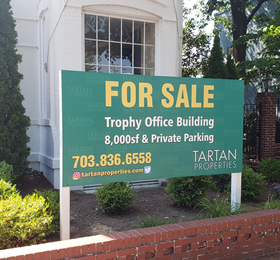 FOR SALE
Trophy Office Building
8,000sf & Private Parking
703.836.6558
tartanproperties.com
TARTAN
PROPERTIES